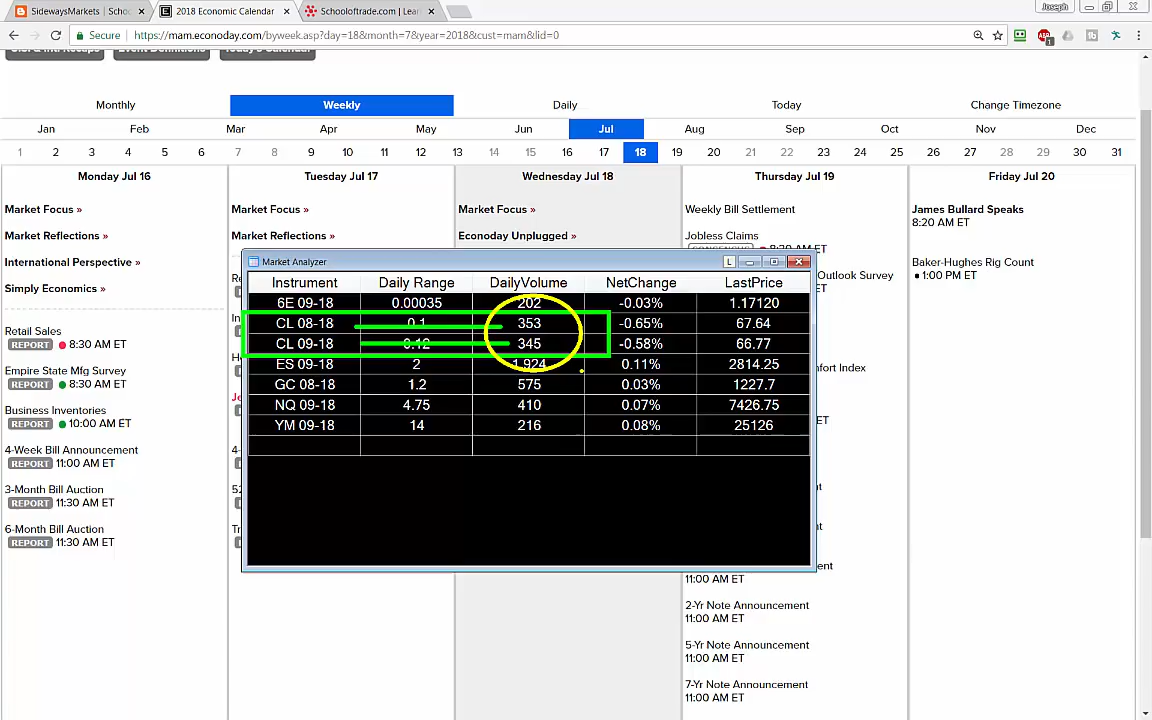 SidewaysMarkets | Schoo
2018 Economic Calendar
Schooloftrade.com | Lear
Joseph
Secure
https://mam.econoday.com/byweek.asp?day=18&month=7&year=2018&cust=mam&lid=0
Monthly Weekly Daily Today Change Timezone
Jan Feb Mar Apr May Jun Jul Aug Sep Oct Nov Dec
1 2 3 4 5 6 7 8 9 10 11 12 13 14 15 16 17 18 19 20 21 22 23 24 25 26 27 28 29 30 31
Monday Jul 16 Tuesday Jul 17 Wednesday Jul 18 Thursday Jul 19 Friday Jul 20
Market Focus »
Market Reflections »
International Perspective »
Simply Economics »
Retail Sales
REPORT 8:30 AM ET
Empire State Mfg Survey
REPORT 8:30 AM ET
Business Inventories
REPORT 10:00 AM ET
4-Week Bill Announcement
REPORT 11:00 AM ET
3-Month Bill Auction
REPORT 11:30 AM ET
6-Month Bill Auction
REPORT 11:30 AM ET
Market Focus »
Market Reflections »
Market Focus »
Econoday Unplugged »
Market Analyzer
L
Instrument Daily Range DailyVolume NetChange LastPrice
6E 09-18 0.00035 202 -0.03% 1.17120
CL 08-18 0.1 353 -0.65% 67.64
CL 09-18 0.12 345 -0.58% 66.77
ES 09-18 2 1,924 0.11% 2814.25
GC 08-18 1.2 575 0.03% 1227.7
NQ 09-18 4.75 410 0.07% 7426.75
YM 09-18 14 216 0.08% 25126
Weekly Bill Settlement
Jobless Claims
8:30 AM ET
Outlook Survey
ET
11:00 AM ET
2-Yr Note Announcement
11:00 AM ET
5-Yr Note Announcement
11:00 AM ET
7-Yr Note Announcement
11:00 AM ET
James Bullard Speaks
8:20 AM ET
Baker-Hughes Rig Count
1:00 PM ET